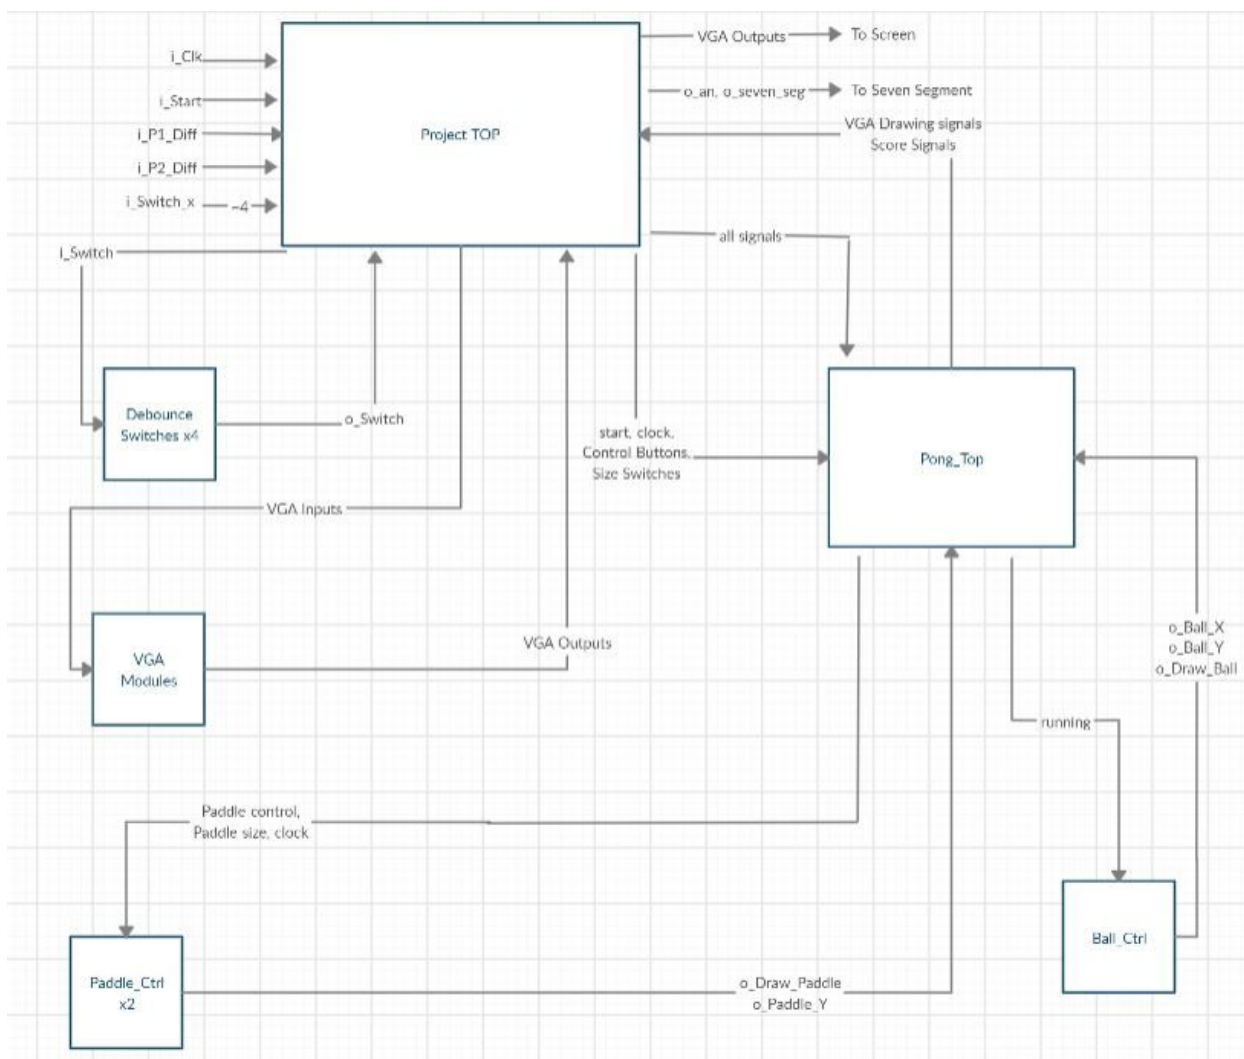 VGA Outputs
To Screen
i_Clk
i_Start
o_an, o_seven_seg
To Seven Segment
i_P1_Diff
Project TOP
VGA Drawing signals
Score Signals
i_P2_Diff
i_Switch_x
~4
all signals
i_Switch
Debounce
Switches x4
o_Switch
start, clock,
Control Buttons,
Size Switches
Pong_Top
VGA Inputs
VGA
Modules
VGA Outputs
o_Ball_X
o_Ball_Y
o_Draw_Ball
running
Paddle control,
Paddle size, clock
Ball_Ctrl
Paddle_Ctrl
x2
o_Draw_Paddle
o_Paddle_Y